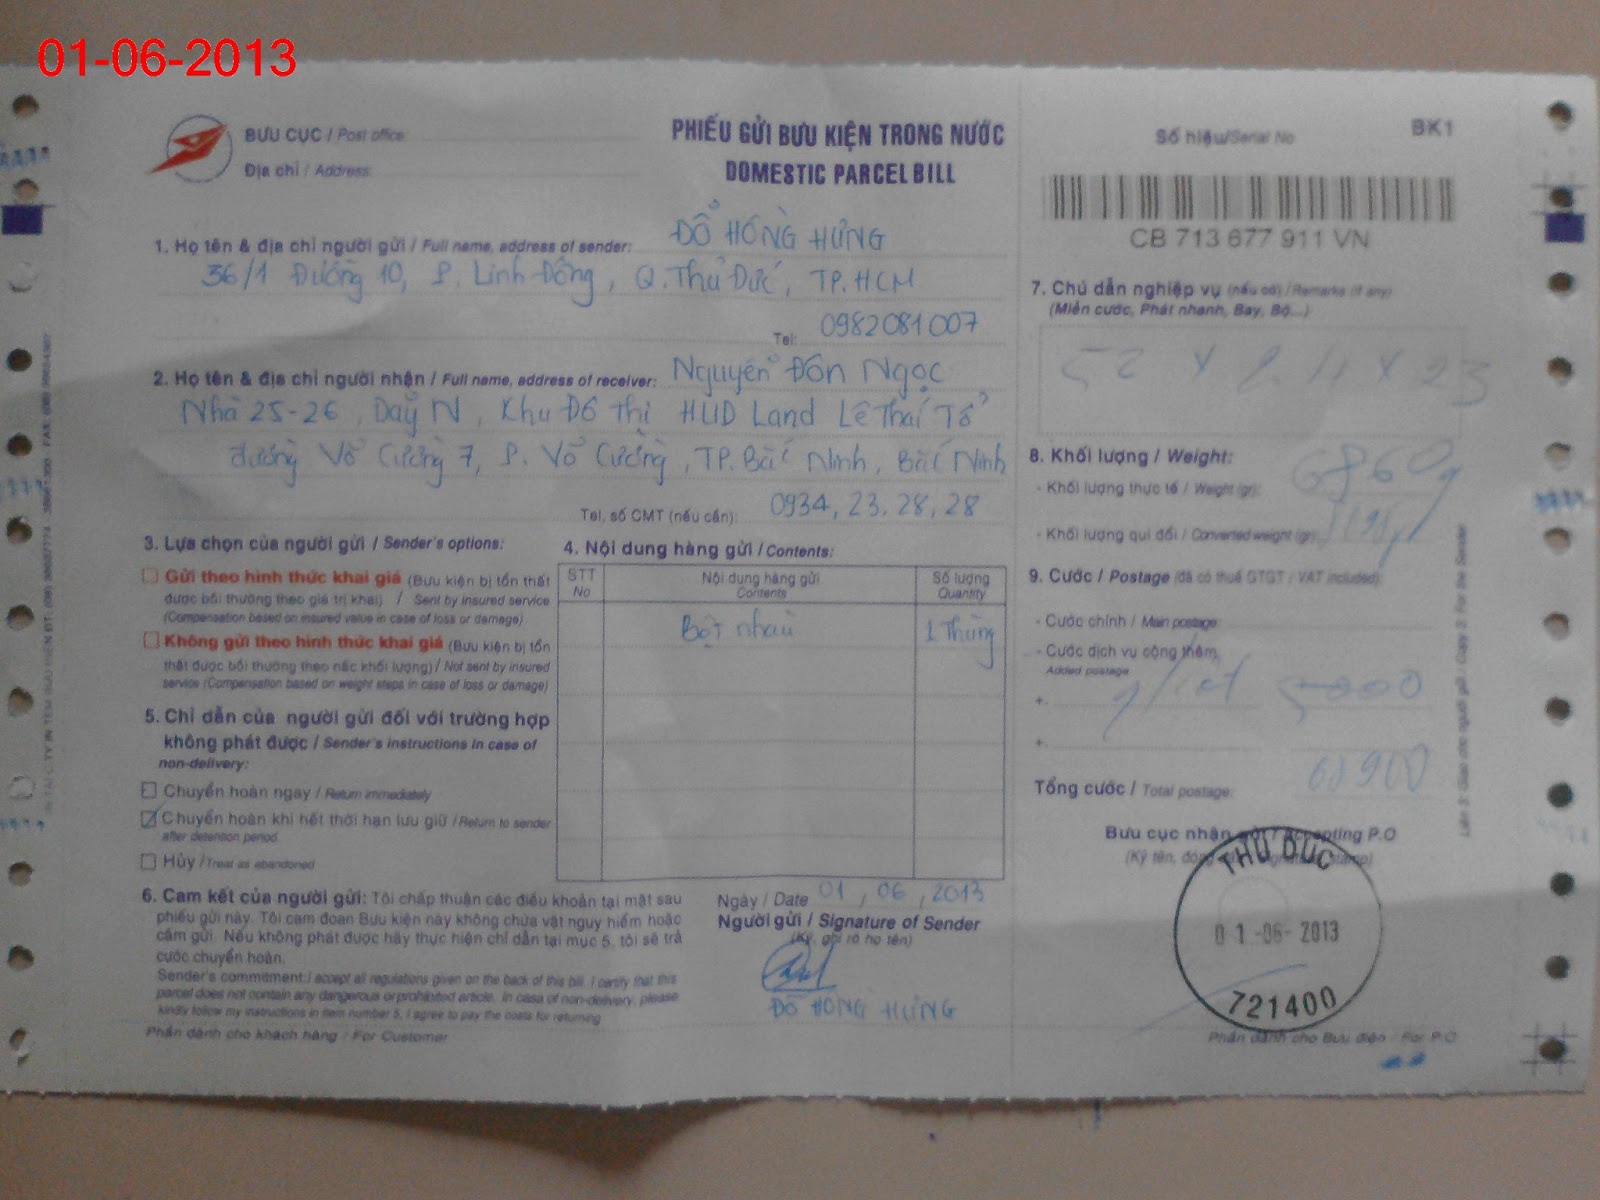 01-06-2013
BƯU CỤC / Post office
Địa chỉ / Address:
PHIẾU GỬI BƯU KIỆN TRONG NƯỚC
DOMESTIC PARCEL BILL
Số hiệu/Serial No
BK1
CB 713 677 911 VN
1. Họ tên & địa chỉ người gửi / Full name, address of sender: ĐỖ HỒNG HƯNG
36/1 Đường 10, P. Linh Đông, Q. Thủ Đức, TP.HCM
Tel: 0982081007
2. Họ tên & địa chỉ người nhận / Full name, address of receiver: Nguyễn Đôn Ngọc
Nhà 25-26, Dãy N, Khu Đô thị HUD Land Lê Thái Tổ
đường Võ Cường 7, P. Võ Cường, TP. Bắc Ninh, Bắc Ninh
Tel, số CMT (nếu cần): 0934, 23, 28, 28
3. Lựa chọn của người gửi / Sender's options:
Gửi theo hình thức khai giá (Bưu kiện bị tổn thất
được bồi thường theo giá trị khai) / Sent by insured service
(Compensation based on insured value in case of loss or damage)
Không gửi theo hình thức khai giá (Bưu kiện bị tổn
thất được bồi thường theo nấc khối lượng) / Not sent by insured
service (Compensation based on weight steps in case of loss or damage)
4. Nội dung hàng gửi / Contents:
STT No
Nội dung hàng gửi Contents
Số lượng Quantity
Bột nhàu
1 Thùng
5. Chỉ dẫn của người gửi đối với trường hợp
không phát được / Sender's instructions in case of
non-delivery:
Chuyển hoàn ngay / Return immediately
Chuyển hoàn khi hết thời hạn lưu giữ / Return to sender
after detention period
Hủy / Treat as abandoned
6. Cam kết của người gửi: Tôi chấp thuận các điều khoản tại mặt sau
phiếu gửi này. Tôi cam đoan Bưu kiện này không chứa vật nguy hiểm hoặc
cấm gửi. Nếu không phát được hãy thực hiện chỉ dẫn tại mục 5, tôi sẽ trả
cước chuyển hoàn.
Sender's commitment: I accept all regulations given on the back of this bill. I certify that this
parcel does not contain any dangerous or prohibited article. In case of non-delivery, please
kindly follow my instructions in item number 5, I agree to pay the costs for returning
Phần dành cho khách hàng / For Customer
Ngày / Date 01, 06, 2013
Người gửi / Signature of Sender
(Ký, ghi rõ họ tên)
ĐỖ HỒNG HƯNG
7. Chú dẫn nghiệp vụ (nếu có) / Remarks (if any)
(Miễn cước, Phát nhanh, Bay, Bộ...)
8. Khối lượng / Weight:
- Khối lượng thực tế / Weight (gr): 6860g
- Khối lượng qui đổi / Converted weight (gr)
9. Cước / Postage (đã có thuế GTGT / VAT included):
- Cước chính / Main postage:
- Cước dịch vụ cộng thêm
Added postage
+
+
Tổng cước / Total postage:
Bưu cục nhận gửi / Accepting P.O
THU DUC
01-06-2013
721400
Phần dành cho Bưu điện / For P.O
Liên 3: Giao cho người gửi / Copy 3: For the Sender